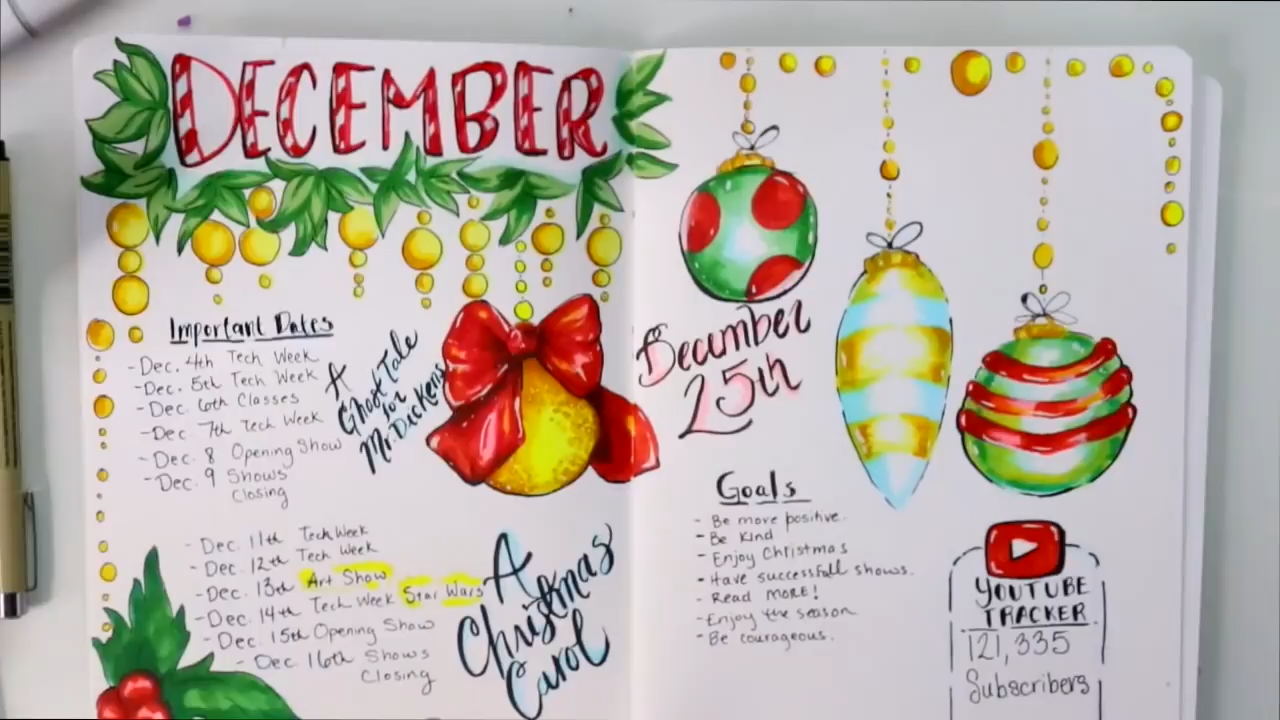 DECEMBER
Important Dates
- Dec. 4th Tech Week
- Dec. 5th Tech Week
- Dec. 6th Classes
- Dec 7th Tech Week
- Dec. 8 Opening Show
- Dec. 9 Shows
Closing
A
Ghost Tale
for
Mr. Dickens
- Dec. 11th Tech Week
- Dec. 12th Tech Week
- Dec. 13th Art Show
- Dec. 14th Tech Week Star Wars
- Dec. 15th Opening Show
- Dec. 16th Shows
Closing
A
Christmas
Carol
December
25th
Goals
- Be more positive.
- Be Kind
- Enjoy Christmas
- Have successfull shows.
- Read MORE!
- Enjoy the season
- Be courageous.
YOUTUBE
TRACKER
121,335
Subscribers